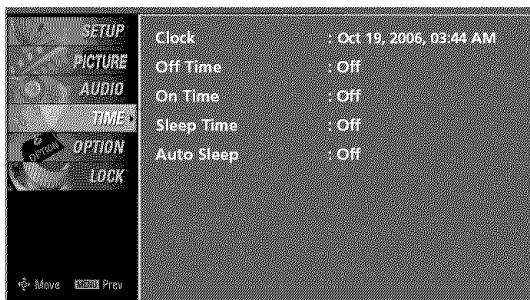 SETUP
PICTURE
AUDIO
TIME
OPTION
OPTION
LOCK
Move MENU Prev
Clock : Oct 19, 2006, 03:44 AM
Off Time : Off
On Time : Off
Sleep Time : Off
Auto Sleep : Off